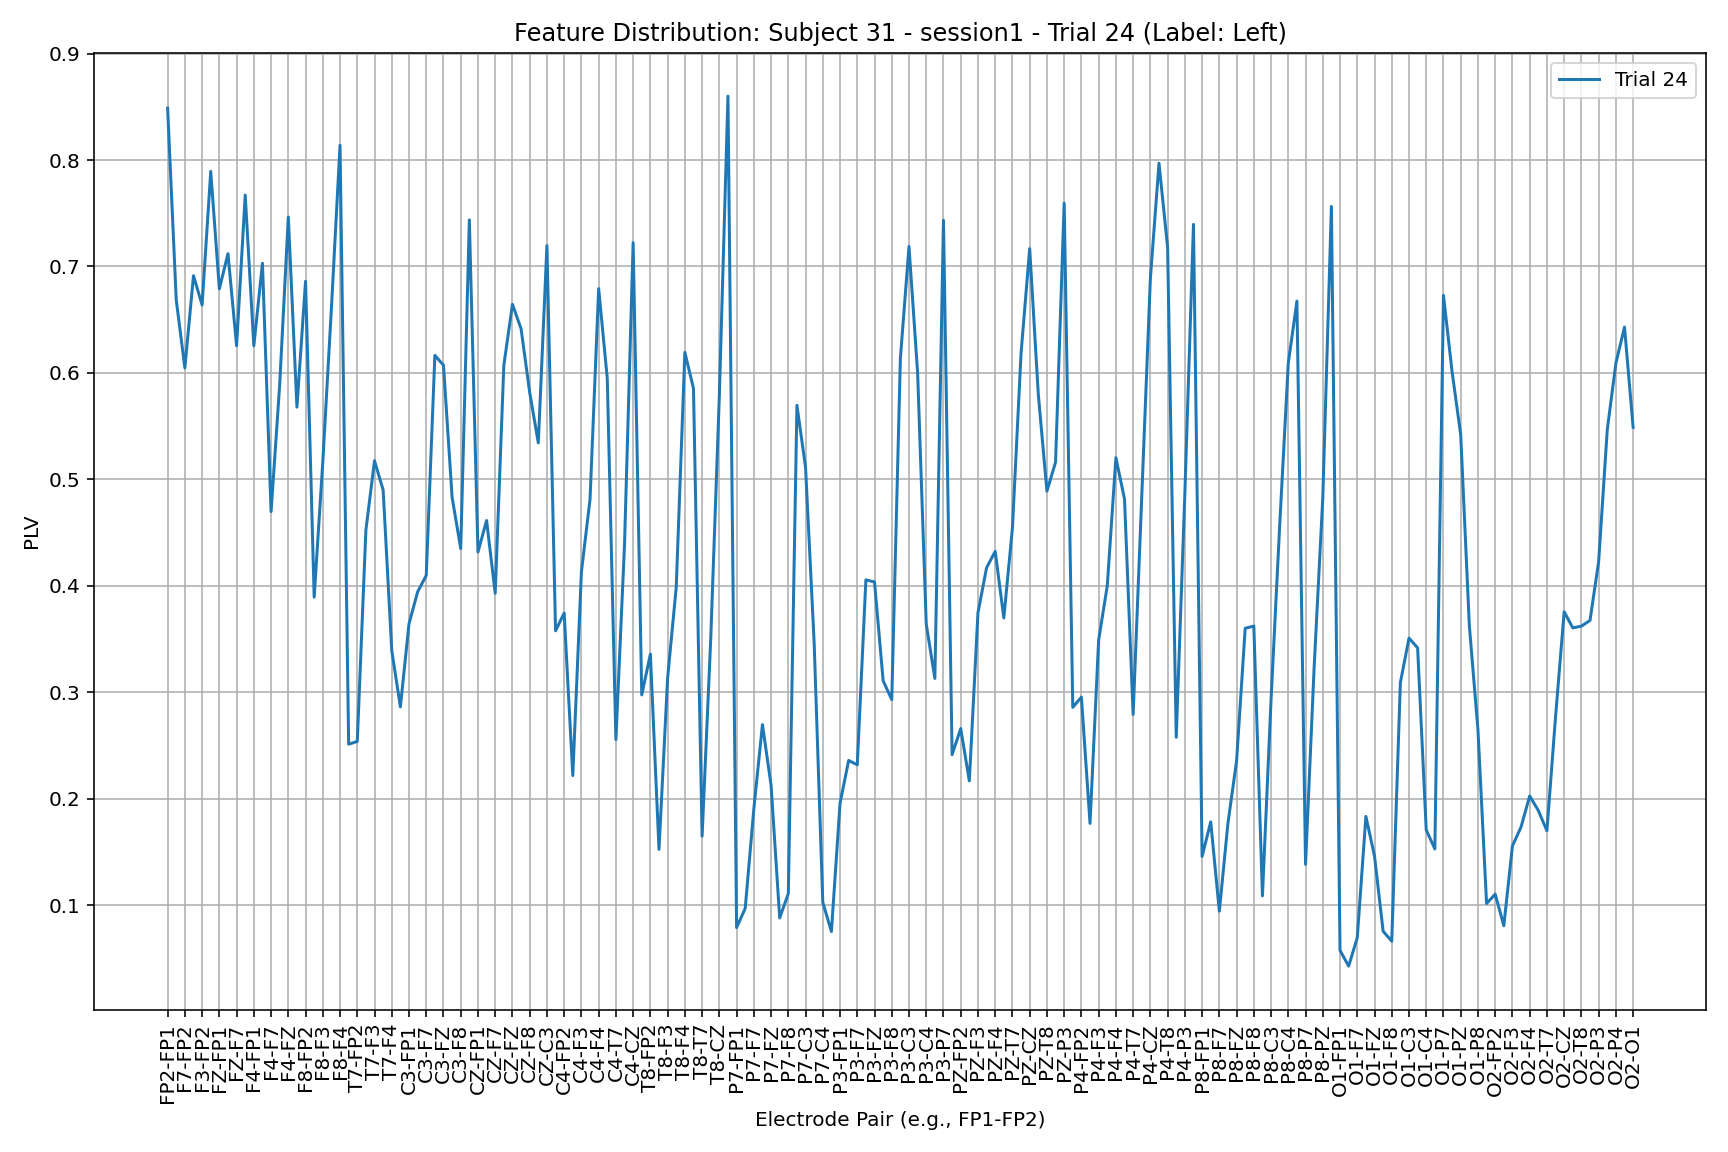 Feature Distribution: Subject 31 - session1 - Trial 24 (Label: Left)
Trial 24
PLV
0.9
0.8
0.7
0.6
0.5
0.4
0.3
0.2
0.1
FP2-FP1
F7-FP2
F3-FP2
FZ-FP1
FZ-F7
F4-FP1
F4-F7
F4-FZ
F8-FP2
F8-F3
F8-F4
T7-FP2
T7-F3
T7-F4
C3-FP1
C3-F7
C3-FZ
C3-F8
CZ-FP1
CZ-F7
CZ-FZ
CZ-F8
CZ-C3
C4-FP2
C4-F3
C4-F4
C4-T7
C4-CZ
T8-FP2
T8-F3
T8-F4
T8-T7
T8-CZ
P7-FP1
P7-F7
P7-FZ
P7-F8
P7-C3
P7-C4
P3-FP1
P3-F7
P3-FZ
P3-F8
P3-C3
P3-C4
P3-P7
PZ-FP2
PZ-F3
PZ-F4
PZ-T7
PZ-CZ
PZ-T8
PZ-P3
P4-FP2
P4-F3
P4-F4
P4-T7
P4-CZ
P4-T8
P4-P3
P8-FP1
P8-F7
P8-FZ
P8-F8
P8-C3
P8-C4
P8-P7
P8-PZ
O1-FP1
O1-F7
O1-FZ
O1-F8
O1-C3
O1-C4
O1-P7
O1-PZ
O1-P8
O2-FP2
O2-F3
O2-F4
O2-T7
O2-CZ
O2-T8
O2-P3
O2-P4
O2-O1
Electrode Pair (e.g., FP1-FP2)